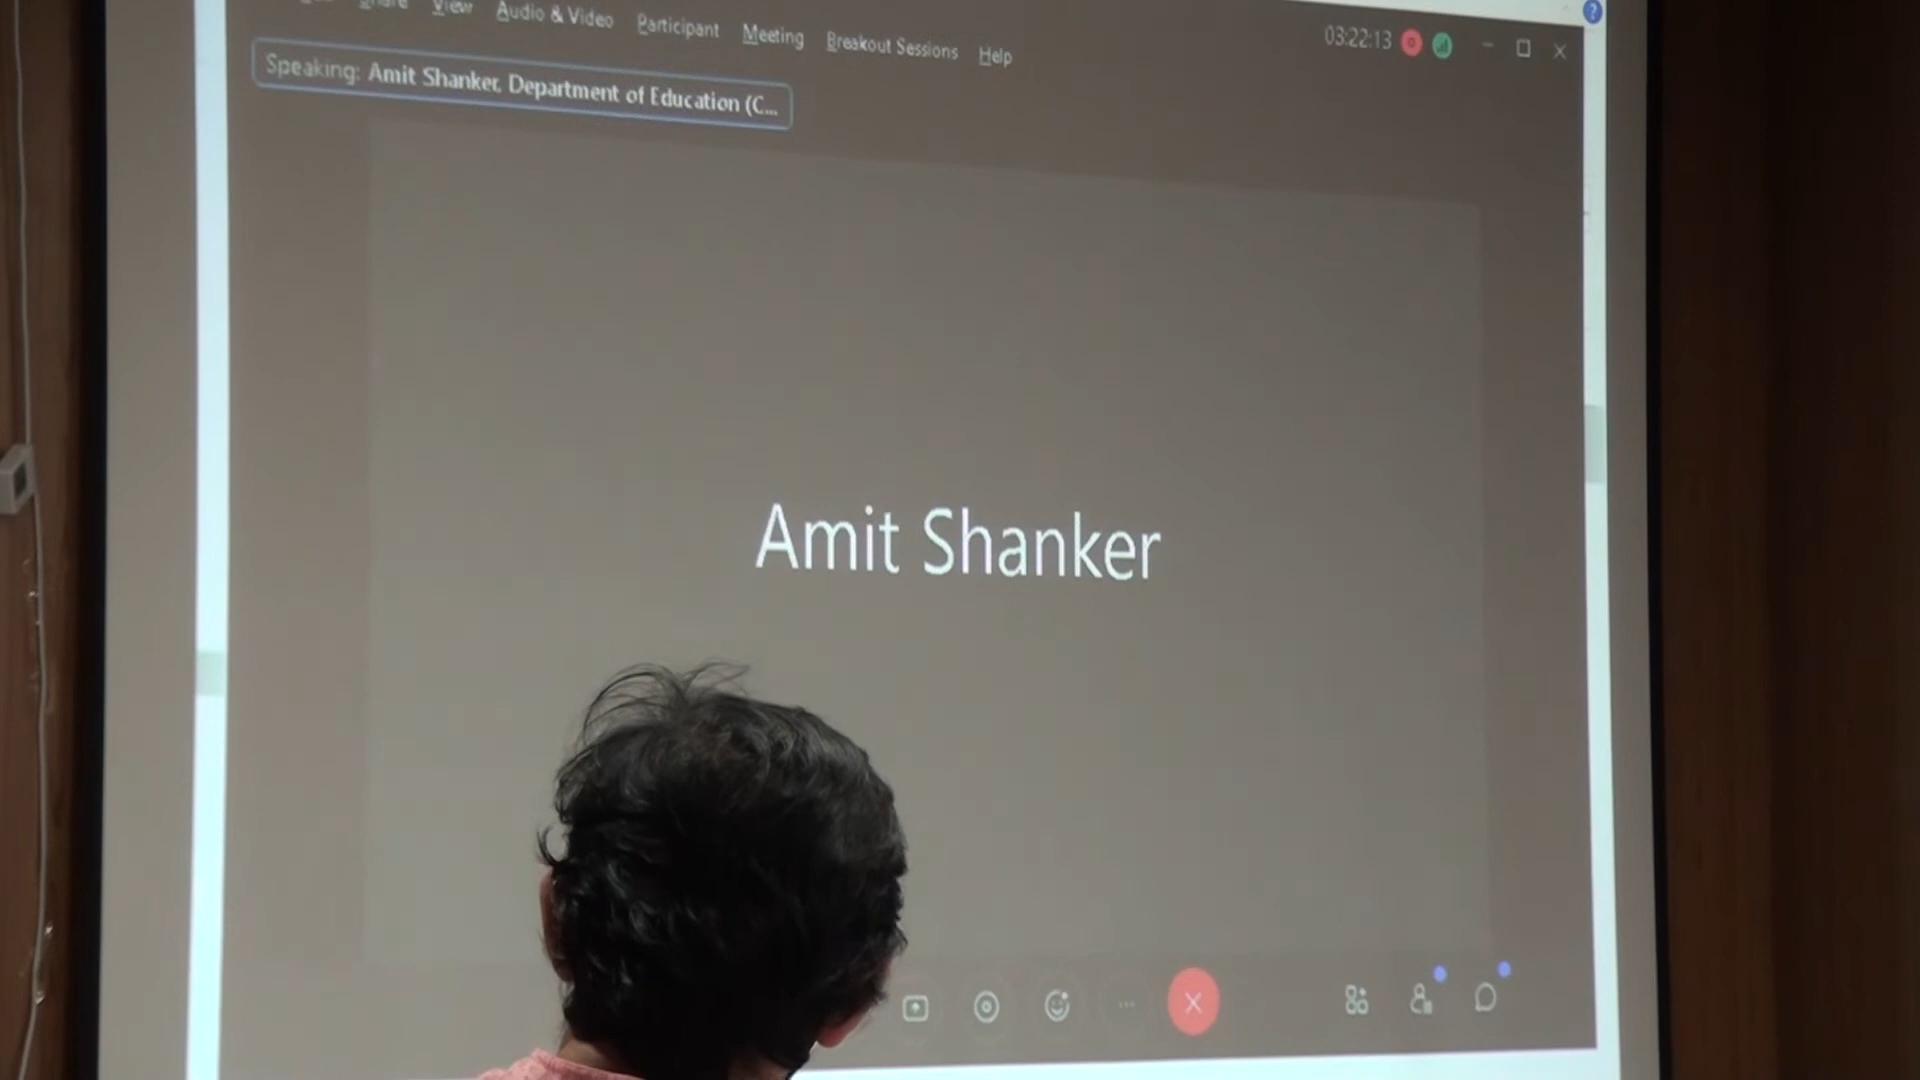 Share View Audio & Video Participant Meeting Breakout Sessions Help
03:22:13
Speaking: Amit Shanker, Department of Education (C...
Amit Shanker